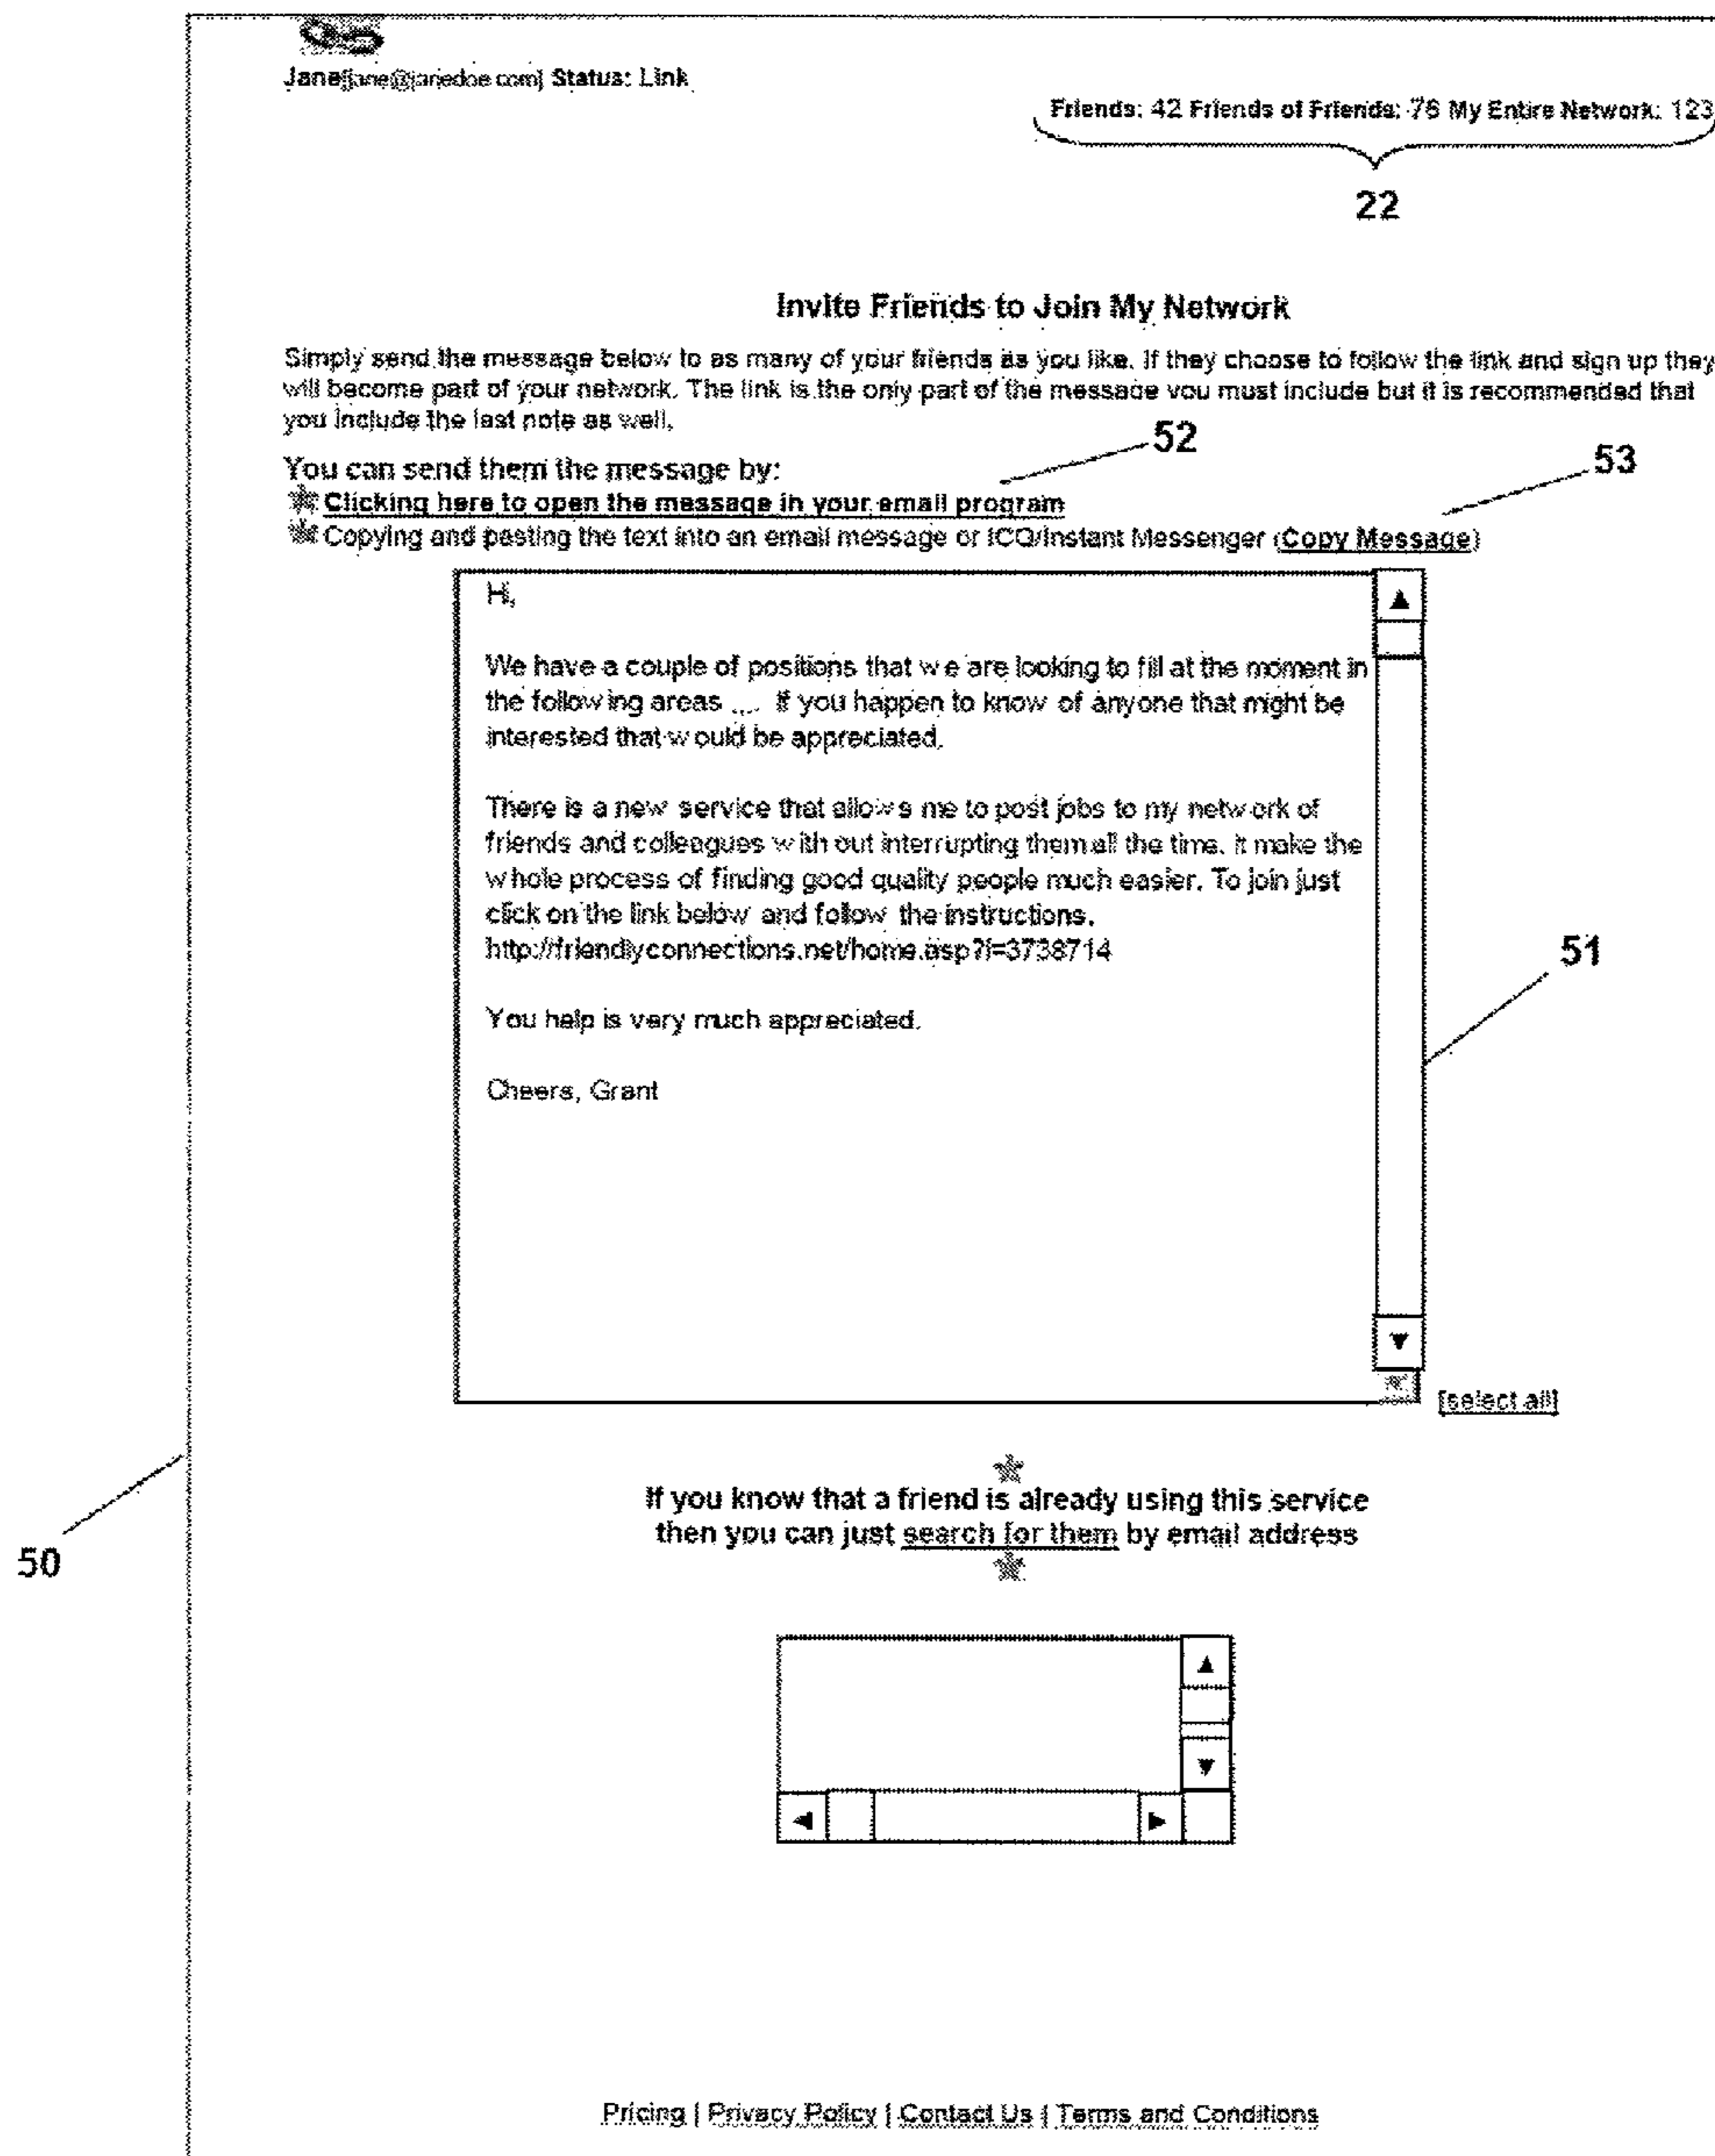 Jane[jane@janedoe.com] Status: Link
Friends: 42 Friends of Friends: 76 My Entire Network: 123
22
Invite Friends to Join My Network
Simply send the message below to as many of your friends as you like. If they choose to follow the link and sign up they
will become part of your network. The link is the only part of the message you must include but it is recommended that
you include the last note as well.
52
53
You can send them the message by:
Clicking here to open the message in your email program
Copying and pasting the text into an email message or ICQ/Instant Messenger (Copy Message)
Hi,
We have a couple of positions that we are looking to fill at the moment in
the following areas .... If you happen to know of anyone that might be
interested that would be appreciated.
There is a new service that allows me to post jobs to my network of
friends and colleagues with out interrupting them all the time. It make the
whole process of finding good quality people much easier. To join just
click on the link below and follow the instructions.
http://friendlyconnections.net/home.asp?i=3738714
51
You help is very much appreciated.
Cheers, Grant
[select all]
If you know that a friend is already using this service
then you can just search for them by email address
50
Pricing | Privacy Policy | Contact Us | Terms and Conditions